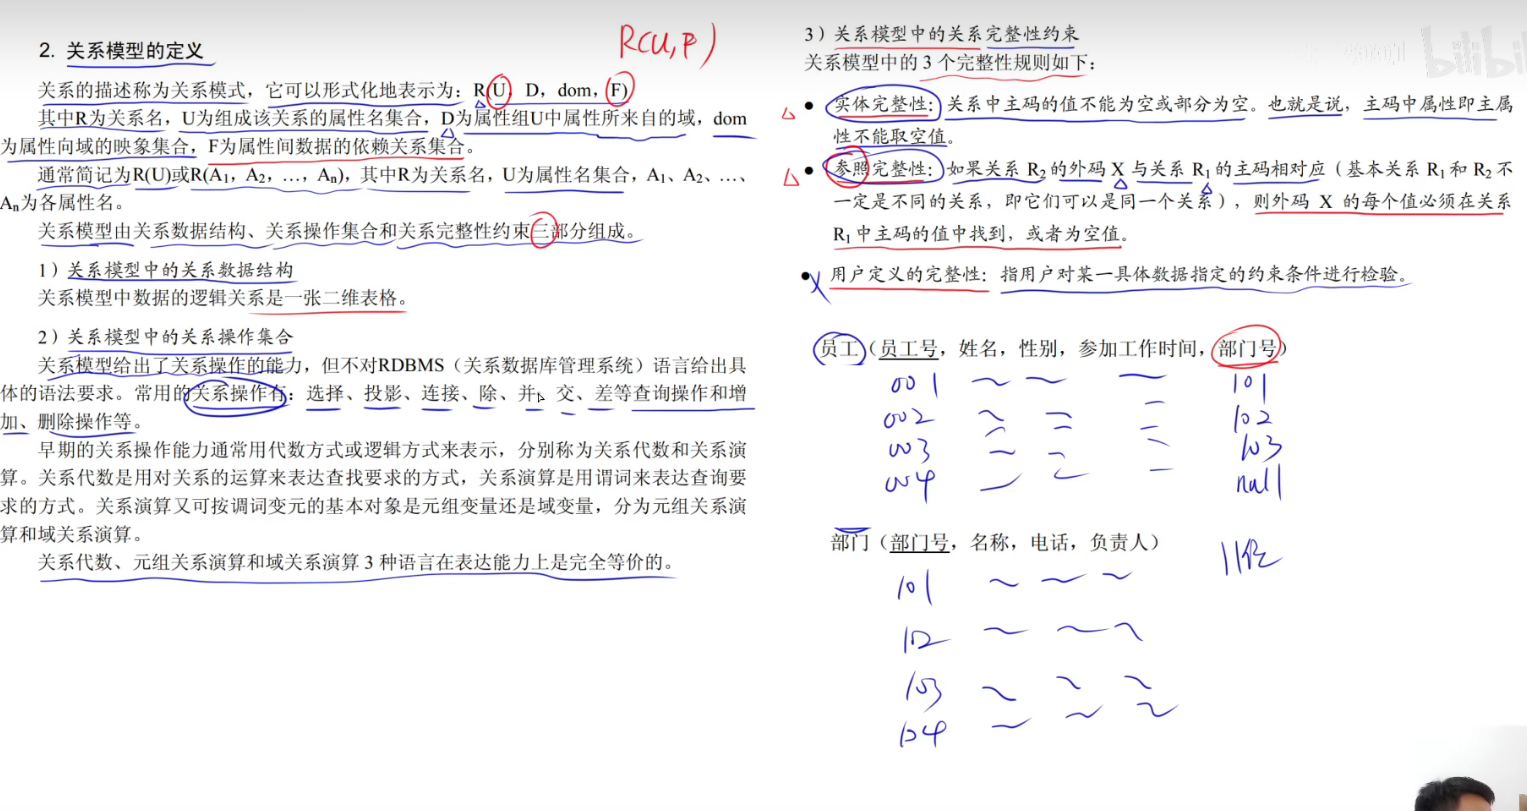 2. 关系模型的定义
R(U,F)
关系的描述称为关系模式，它可以形式化地表示为：R(U，D，dom，F)
其中R为关系名，U为组成该关系的属性名集合，D为属性组U中属性所来自的域，dom
为属性向域的映象集合，F为属性间数据的依赖关系集合。
通常简记为R(U)或R(A1，A2，…，An)，其中R为关系名，U为属性名集合，A1、A2、…、
An为各属性名。
关系模型由关系数据结构、关系操作集合和关系完整性约束三部分组成。
1）关系模型中的关系数据结构
关系模型中数据的逻辑关系是一张二维表格。
2）关系模型中的关系操作集合
关系模型给出了关系操作的能力，但不对RDBMS（关系数据库管理系统）语言给出具
体的语法要求。常用的关系操作有：选择、投影、连接、除、并、交、差等查询操作和增
加、删除操作等。
早期的关系操作能力通常用代数方式或逻辑方式来表示，分别称为关系代数和关系演
算。关系代数是用对关系的运算来表达查找要求的方式，关系演算是用谓词来表达查询要
求的方式。关系演算又可按调词变元的基本对象是元组变量还是域变量，分为元组关系演
算和域关系演算。
关系代数、元组关系演算和域关系演算 3 种语言在表达能力上是完全等价的。
3）关系模型中的关系完整性约束
关系模型中的 3 个完整性规则如下：
● 实体完整性：关系中主码的值不能为空或部分为空。也就是说，主码中属性即主属
性不能取空值。
● 参照完整性：如果关系 R2 的外码 X 与关系 R1 的主码相对应（基本关系 R1 和 R2 不
一定是不同的关系，即它们可以是同一个关系），则外码 X 的每个值必须在关系
R1 中主码的值中找到，或者为空值。
● 用户定义的完整性：指用户对某一具体数据指定的约束条件进行检验。
员工（员工号，姓名，性别，参加工作时间，部门号）
001 101
002 102
003 103
004 null
部门（部门号，名称，电话，负责人）
101
102
103
104
bilibili